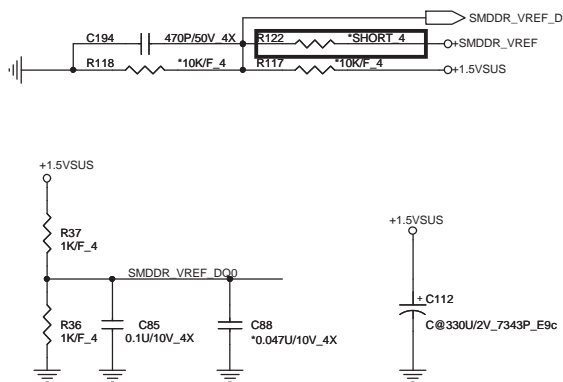 SMDDR_VREF_D
C194 470P/50V_4X R122 *SHORT_4 +SMDDR_VREF
R118 *10K/F_4 R117 *10K/F_4 +1.5VSUS
+1.5VSUS
R37
1K/F_4
SMDDR_VREF_DQ0
R36
1K/F_4
C85
0.1U/10V_4X
C88
*0.047U/10V_4X
+1.5VSUS
+ C112
C@330U/2V_7343P_E9c